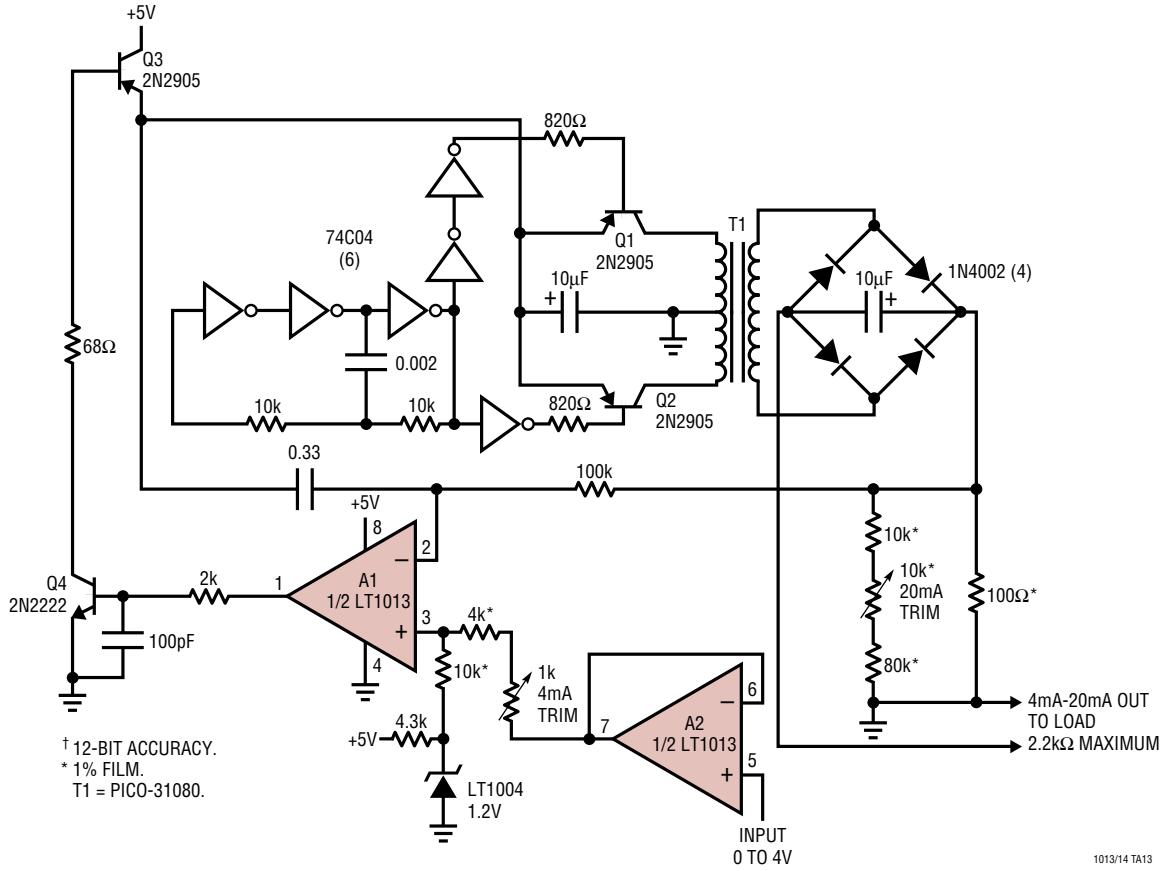 +5V
Q3
2N2905
820Ω
T1
74C04
(6)
Q1
2N2905
10µF
+
10µF
+
1N4002 (4)
68Ω
0.002
10k
10k
820Ω
Q2
2N2905
0.33
100k
+5V
8
2
–
A1
1/2 LT1013
1
3
+
4
2k
Q4
2N2222
100pF
4k*
10k*
1k
4mA
TRIM
10k*
10k*
20mA
TRIM
100Ω*
80k*
6
–
A2
1/2 LT1013
7
5
+
4.3k
+5V
LT1004
1.2V
4mA-20mA OUT
TO LOAD
2.2kΩ MAXIMUM
† 12-BIT ACCURACY.
* 1% FILM.
T1 = PICO-31080.
INPUT
0 TO 4V
1013/14 TA13